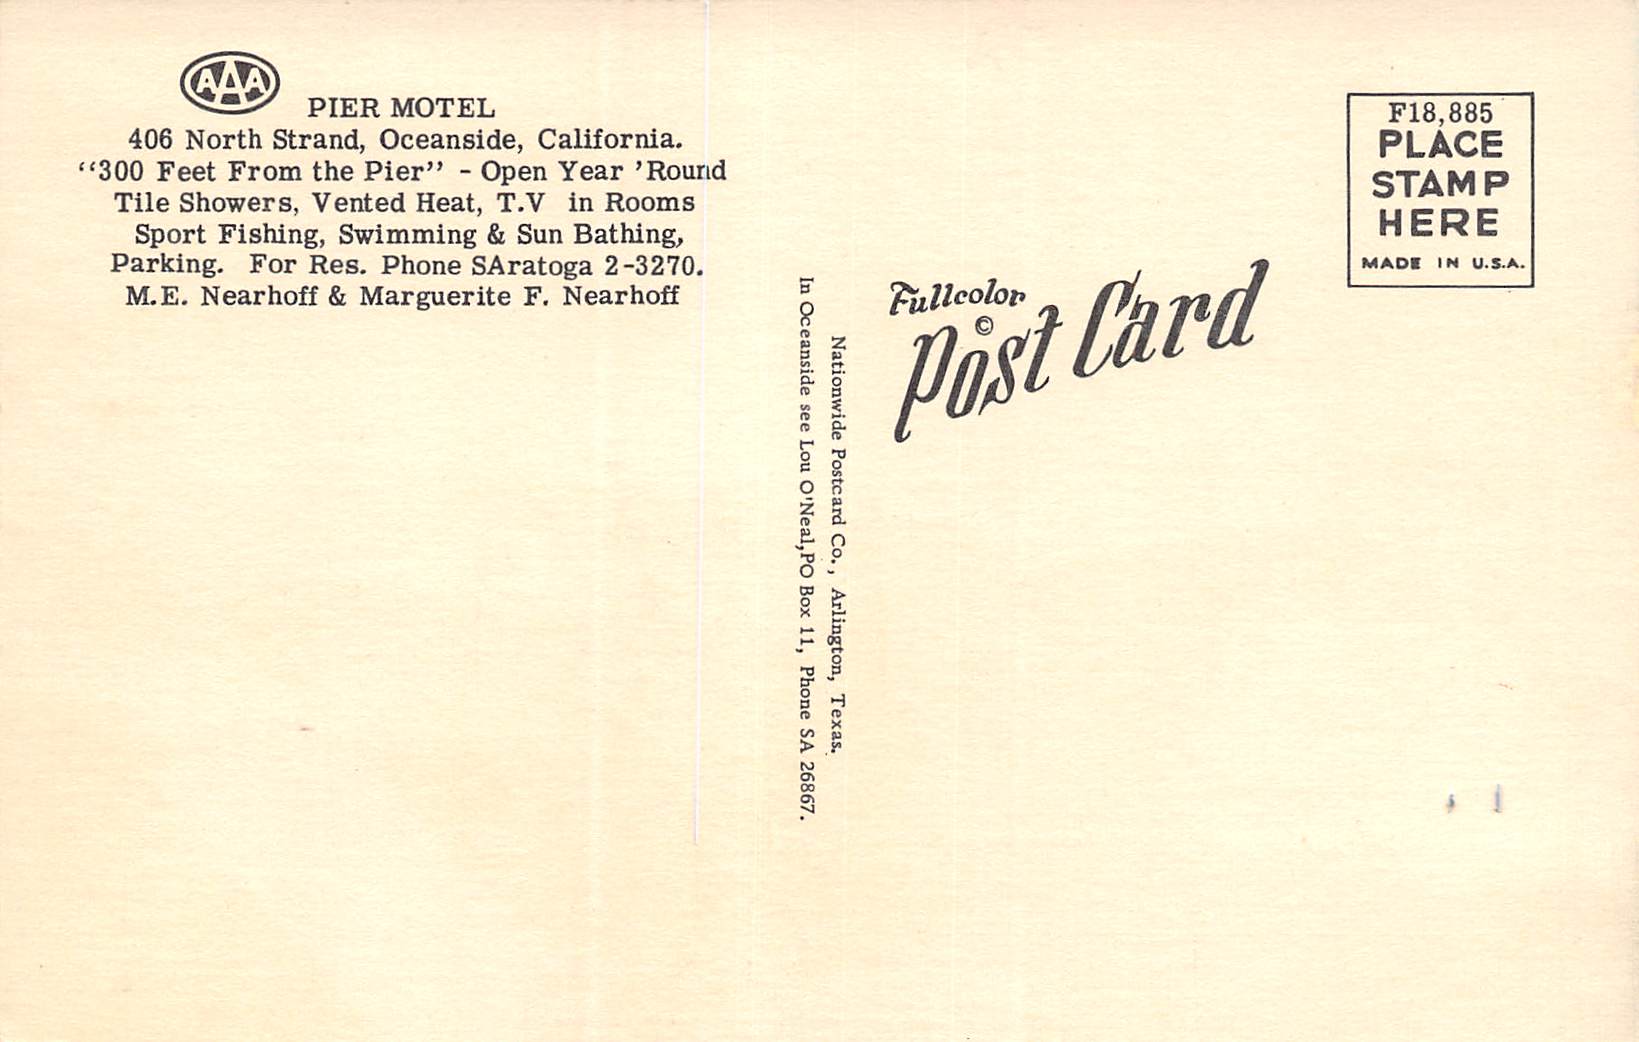 AAA
PIER MOTEL
406 North Strand, Oceanside, California.
“300 Feet From the Pier” - Open Year ’Round
Tile Showers, Vented Heat, T.V in Rooms
Sport Fishing, Swimming & Sun Bathing,
Parking. For Res. Phone SAratoga 2-3270.
M.E. Nearhoff & Marguerite F. Nearhoff
Nationwide Postcard Co., Arlington, Texas.
In Oceanside see Lou O'Neal,PO Box 11, Phone SA 26867.
Fullcolor
©
Post Card
F18,885
PLACE
STAMP
HERE
MADE IN U.S.A.